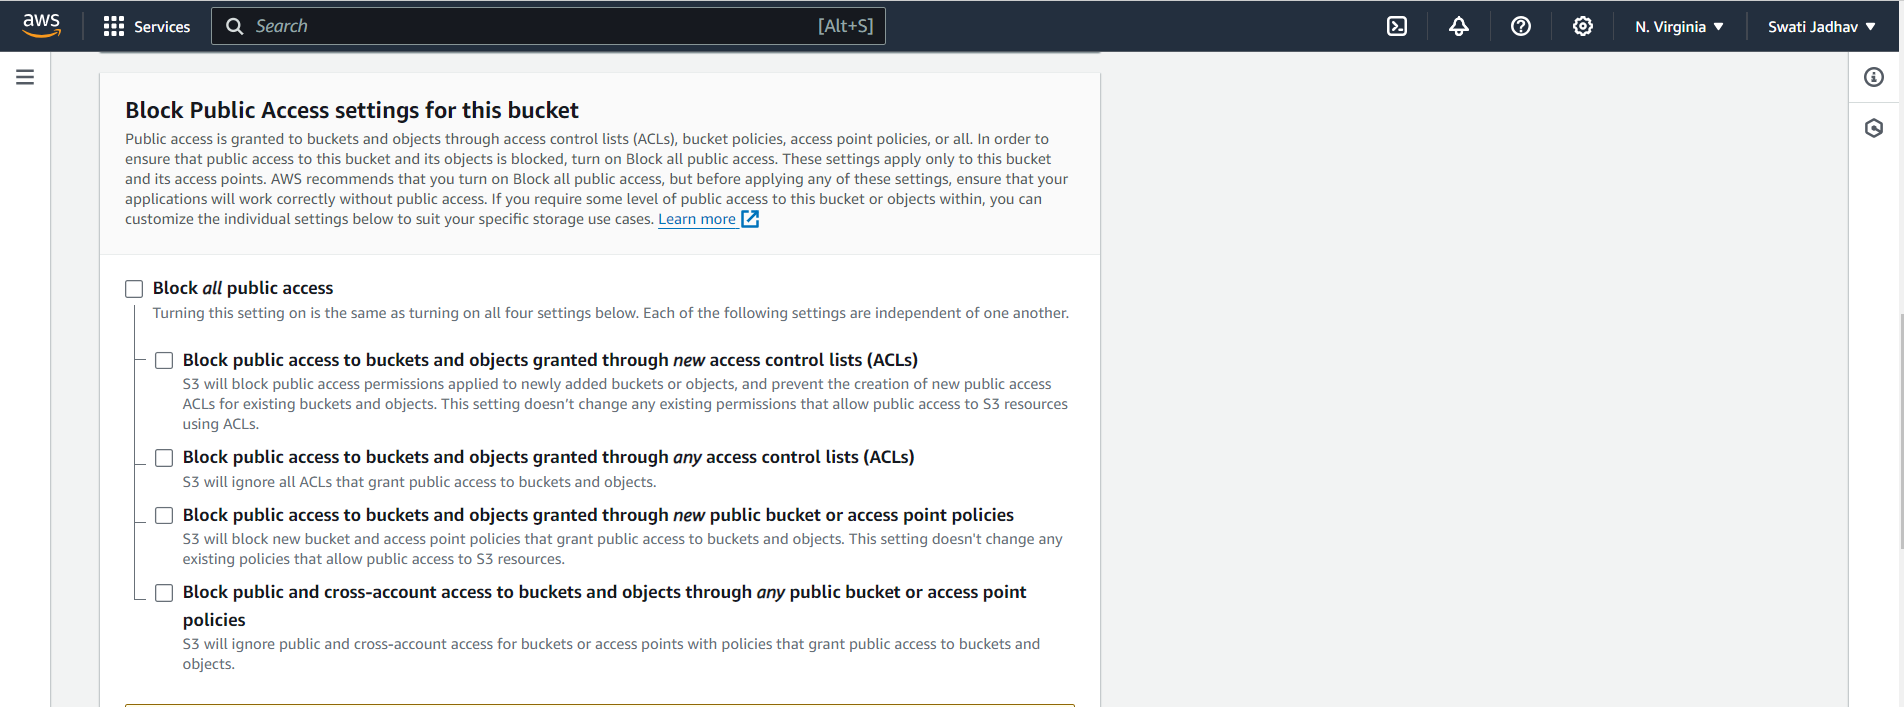 aws Services Search [Alt+S] N. Virginia Swati Jadhav
Block Public Access settings for this bucket
Public access is granted to buckets and objects through access control lists (ACLs), bucket policies, access point policies, or all. In order to
ensure that public access to this bucket and its objects is blocked, turn on Block all public access. These settings apply only to this bucket
and its access points. AWS recommends that you turn on Block all public access, but before applying any of these settings, ensure that your
applications will work correctly without public access. If you require some level of public access to this bucket or objects within, you can
customize the individual settings below to suit your specific storage use cases. Learn more
Block all public access
Turning this setting on is the same as turning on all four settings below. Each of the following settings are independent of one another.
Block public access to buckets and objects granted through new access control lists (ACLs)
S3 will block public access permissions applied to newly added buckets or objects, and prevent the creation of new public access
ACLs for existing buckets and objects. This setting doesn't change any existing permissions that allow public access to S3 resources
using ACLs.
Block public access to buckets and objects granted through any access control lists (ACLs)
S3 will ignore all ACLs that grant public access to buckets and objects.
Block public access to buckets and objects granted through new public bucket or access point policies
S3 will block new bucket and access point policies that grant public access to buckets and objects. This setting doesn't change any
existing policies that allow public access to S3 resources.
Block public and cross-account access to buckets and objects through any public bucket or access point
policies
S3 will ignore public and cross-account access for buckets or access points with policies that grant public access to buckets and
objects.